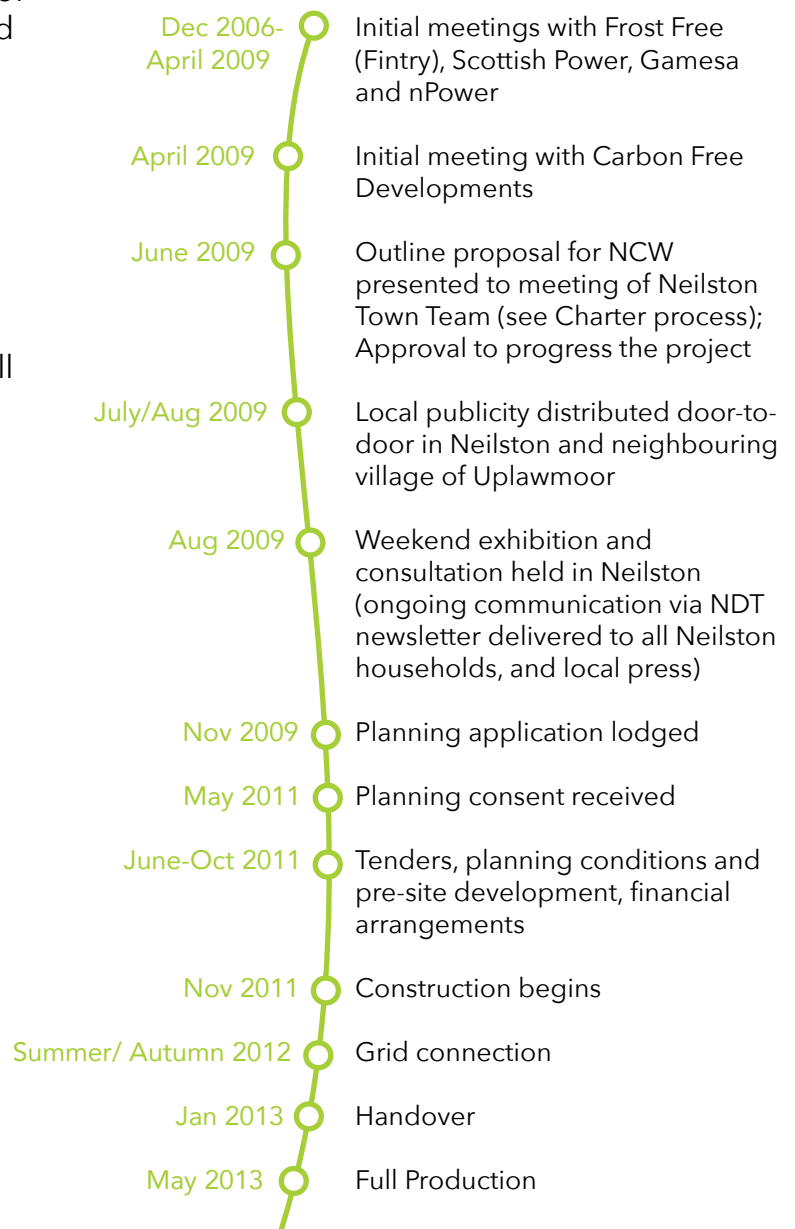 Dec 2006-
April 2009
Initial meetings with Frost Free
(Fintry), Scottish Power, Gamesa
and nPower
April 2009
Initial meeting with Carbon Free
Developments
June 2009
Outline proposal for NCW
presented to meeting of Neilston
Town Team (see Charter process);
Approval to progress the project
July/Aug 2009
Local publicity distributed door-to-
door in Neilston and neighbouring
village of Uplawmoor
Aug 2009
Weekend exhibition and
consultation held in Neilston
(ongoing communication via NDT
newsletter delivered to all Neilston
households, and local press)
Nov 2009
Planning application lodged
May 2011
Planning consent received
June-Oct 2011
Tenders, planning conditions and
pre-site development, financial
arrangements
Nov 2011
Construction begins
Summer/ Autumn 2012
Grid connection
Jan 2013
Handover
May 2013
Full Production